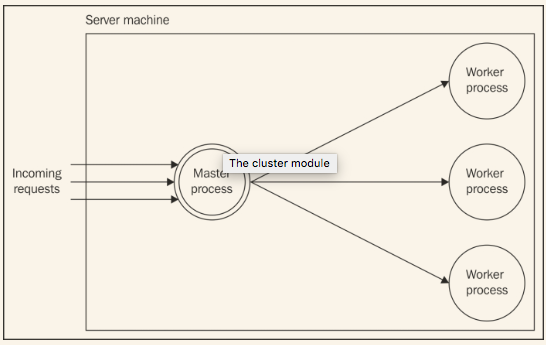 Server machine
Incoming
requests
Master
process
The cluster module
Worker
process
Worker
process
Worker
process